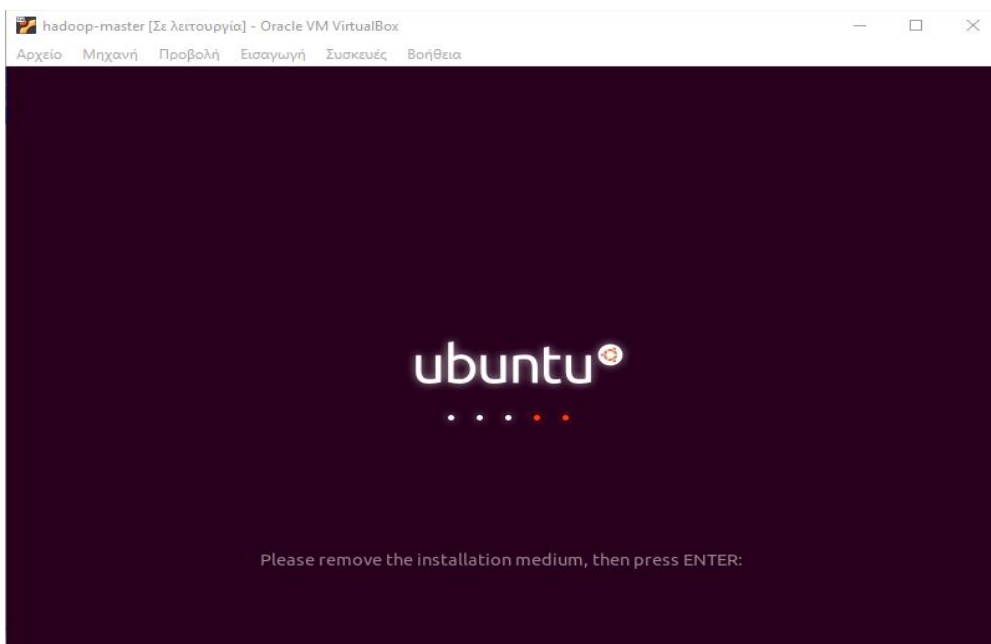 hadoop-master [Σε λειτουργία] - Oracle VM VirtualBox
Αρχείο Μηχανή Προβολή Εισαγωγή Συσκευές Βοήθεια
ubuntu
Please remove the installation medium, then press ENTER: